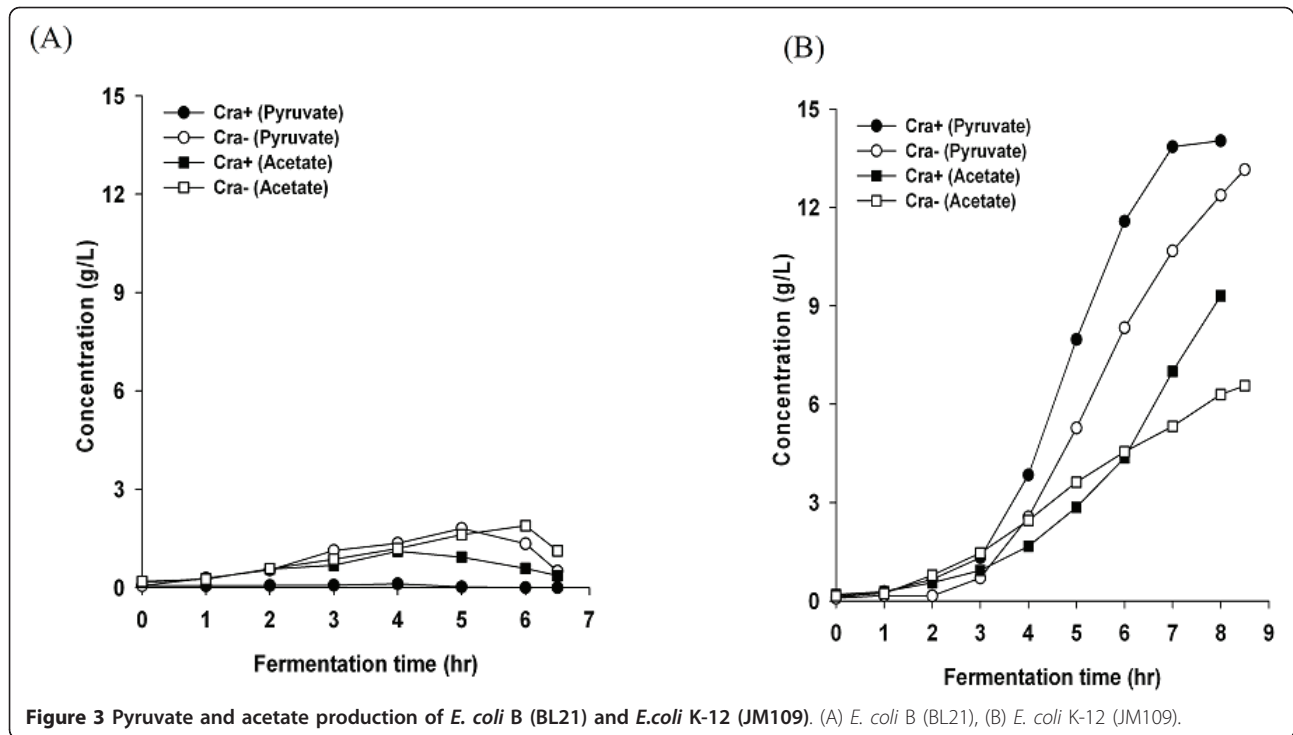 (A)
Cra+ (Pyruvate)
Cra- (Pyruvate)
Cra+ (Acetate)
Cra- (Acetate)
15
12
9
6
3
0
Concentration (g/L)
0 1 2 3 4 5 6 7
Fermentation time (hr)
(B)
Cra+ (Pyruvate)
Cra- (Pyruvate)
Cra+ (Acetate)
Cra- (Acetate)
15
12
9
6
3
0
Concentration (g/L)
0 1 2 3 4 5 6 7 8 9
Fermentation time (hr)
Figure 3 Pyruvate and acetate production of E. coli B (BL21) and E.coli K-12 (JM109). (A) E. coli B (BL21), (B) E. coli K-12 (JM109).